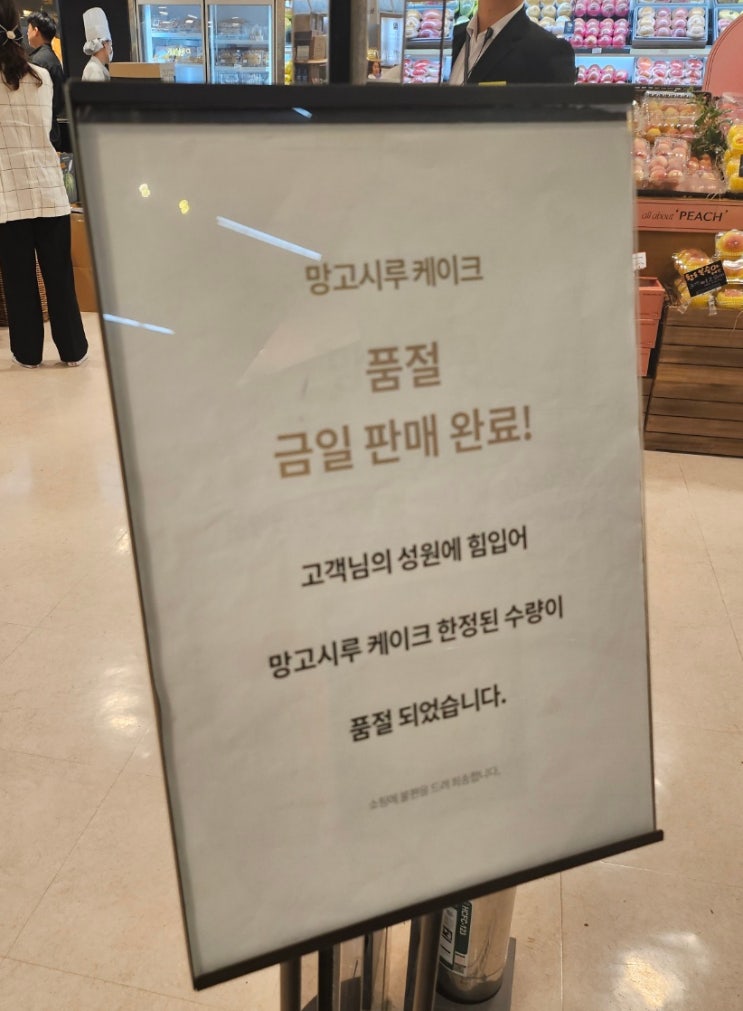 망고시루 케이크
품절
금일 판매 완료!
고객님의 성원에 힘입어
망고시루 케이크 한정된 수량이
품절 되었습니다.
쇼핑에 불편을 드려 죄송합니다.
all about 'PEACH'
HCFC-123